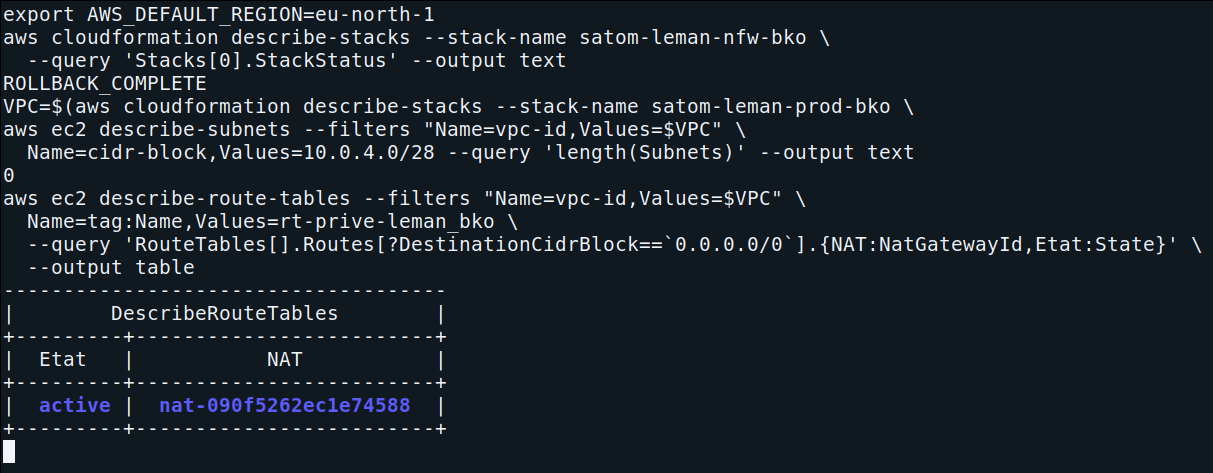 export AWS_DEFAULT_REGION=eu-north-1
aws cloudformation describe-stacks --stack-name satom-leman-nfw-bko \
  --query 'Stacks[0].StackStatus' --output text
ROLLBACK_COMPLETE
VPC=$(aws cloudformation describe-stacks --stack-name satom-leman-prod-bko \
aws ec2 describe-subnets --filters "Name=vpc-id,Values=$VPC" \
  Name=cidr-block,Values=10.0.4.0/28 --query 'length(Subnets)' --output text
0
aws ec2 describe-route-tables --filters "Name=vpc-id,Values=$VPC" \
  Name=tag:Name,Values=rt-prive-leman_bko \
  --query 'RouteTables[].Routes[?DestinationCidrBlock==`0.0.0.0/0`].{NAT:NatGatewayId,Etat:State}' \
  --output table
-------------------------------------
|        DescribeRouteTables        |
+---------+-------------------------+
|  Etat   |           NAT           |
+---------+-------------------------+
|  active |  nat-090f5262ec1e74588  |
+---------+-------------------------+